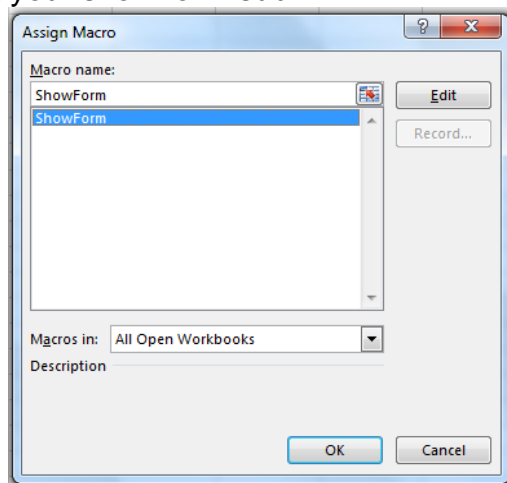 Assign Macro
Macro name:
ShowForm
Edit
ShowForm
Record...
Macros in: All Open Workbooks
Description
OK Cancel